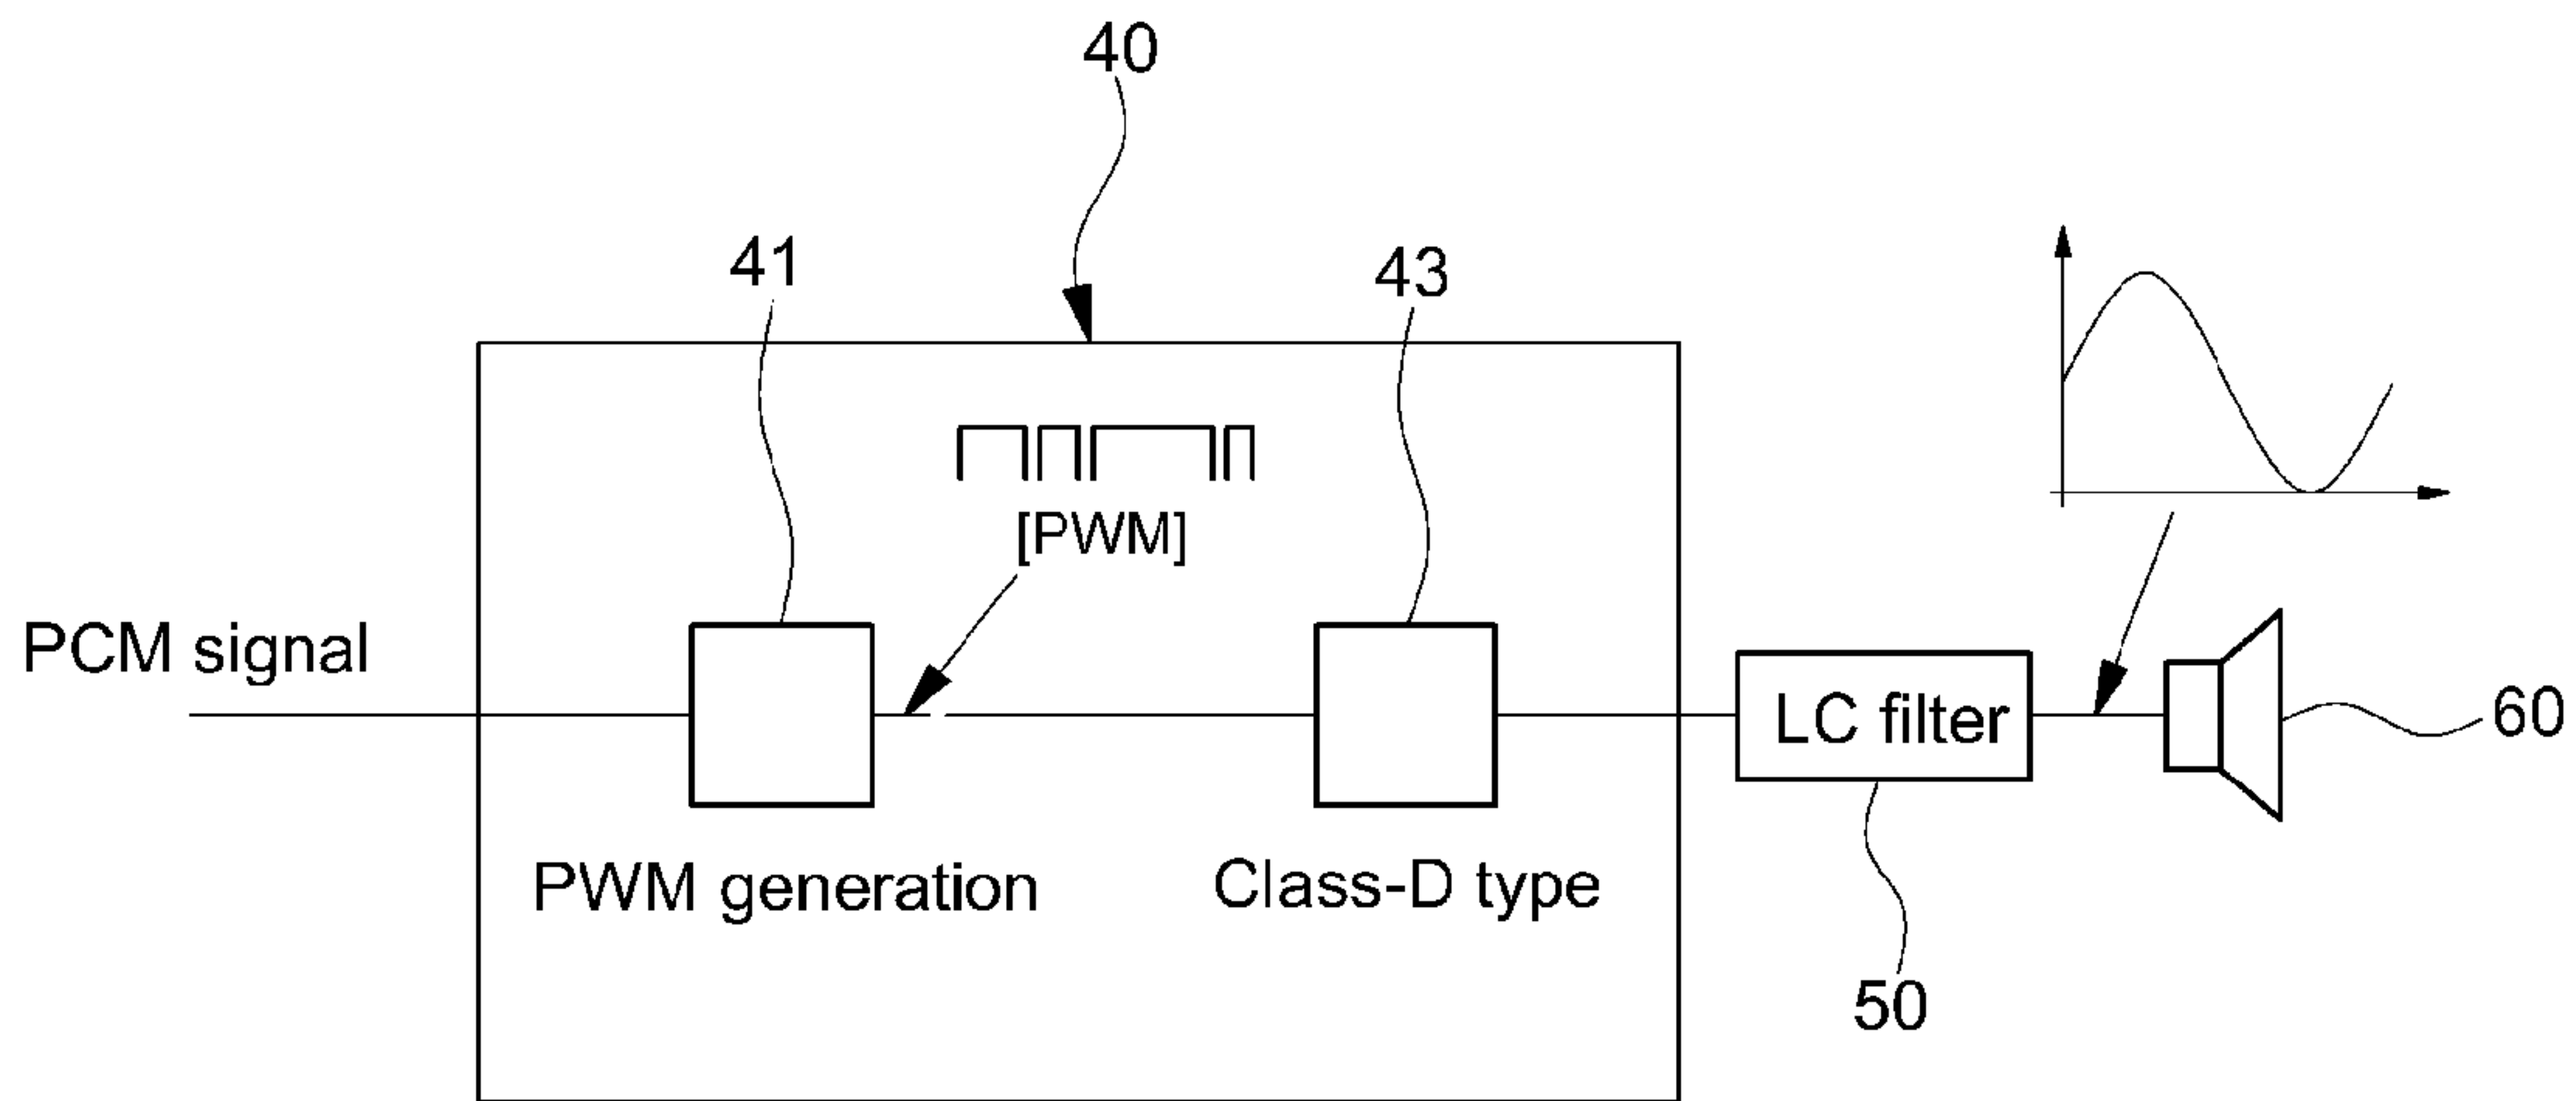 40
41
43
[PWM]
PCM signal
LC filter
60
PWM generation
Class-D type
50